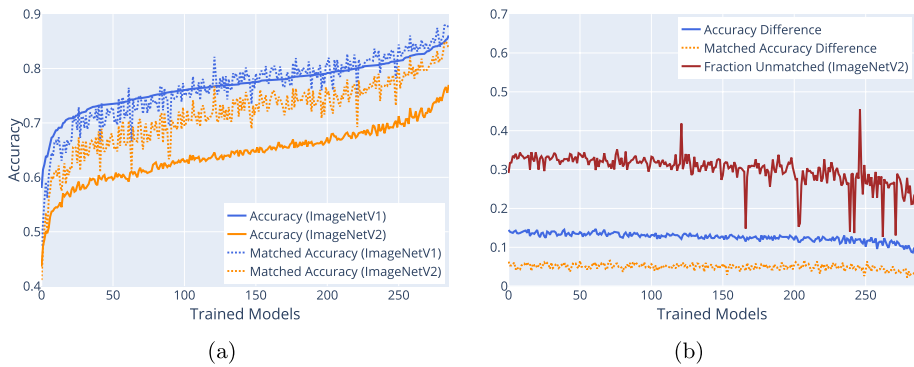 0.9
0.8
0.7
0.6
0.5
0.4
Accuracy
0
50
100
150
200
250
Trained Models
Accuracy (ImageNetV1)
Accuracy (ImageNetV2)
Matched Accuracy (ImageNetV1)
Matched Accuracy (ImageNetV2)
(a)
0.7
0.6
0.5
0.4
0.3
0.2
0.1
0
0
50
100
150
200
250
Trained Models
Accuracy Difference
Matched Accuracy Difference
Fraction Unmatched (ImageNetV2)
(b)